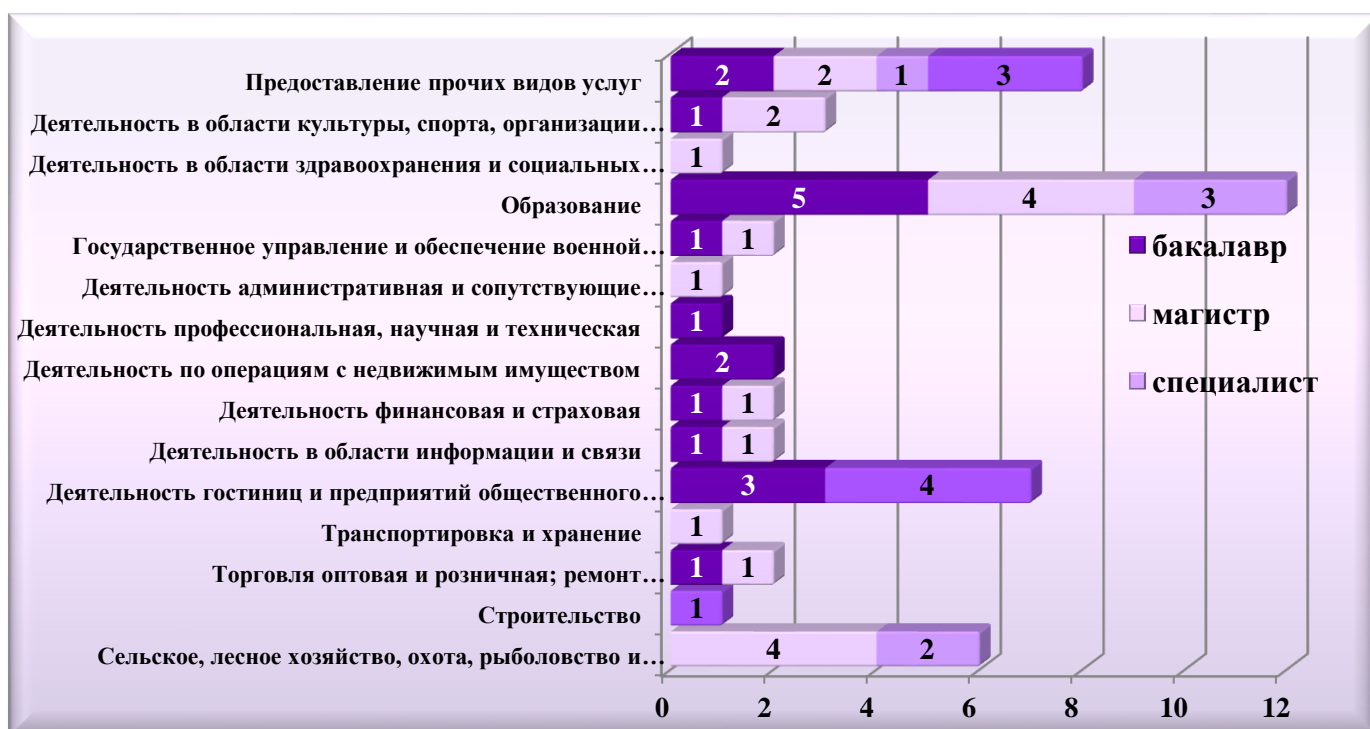 Предоставление прочих видов услуг 2 2 1 3
Деятельность в области культуры, спорта, организации… 1 2
Деятельность в области здравоохранения и социальных… 1
Образование 5 4 3
Государственное управление и обеспечение военной… 1 1
Деятельность административная и сопутствующие… 1
Деятельность профессиональная, научная и техническая 1
Деятельность по операциям с недвижимым имуществом 2
Деятельность финансовая и страховая 1 1
Деятельность в области информации и связи 1 1
Деятельность гостиниц и предприятий общественного… 3 4
Транспортировка и хранение 1
Торговля оптовая и розничная; ремонт… 1 1
Строительство 1
Сельское, лесное хозяйство, охота, рыболовство и… 4 2
0 2 4 6 8 10 12
бакалавр
магистр
специалист